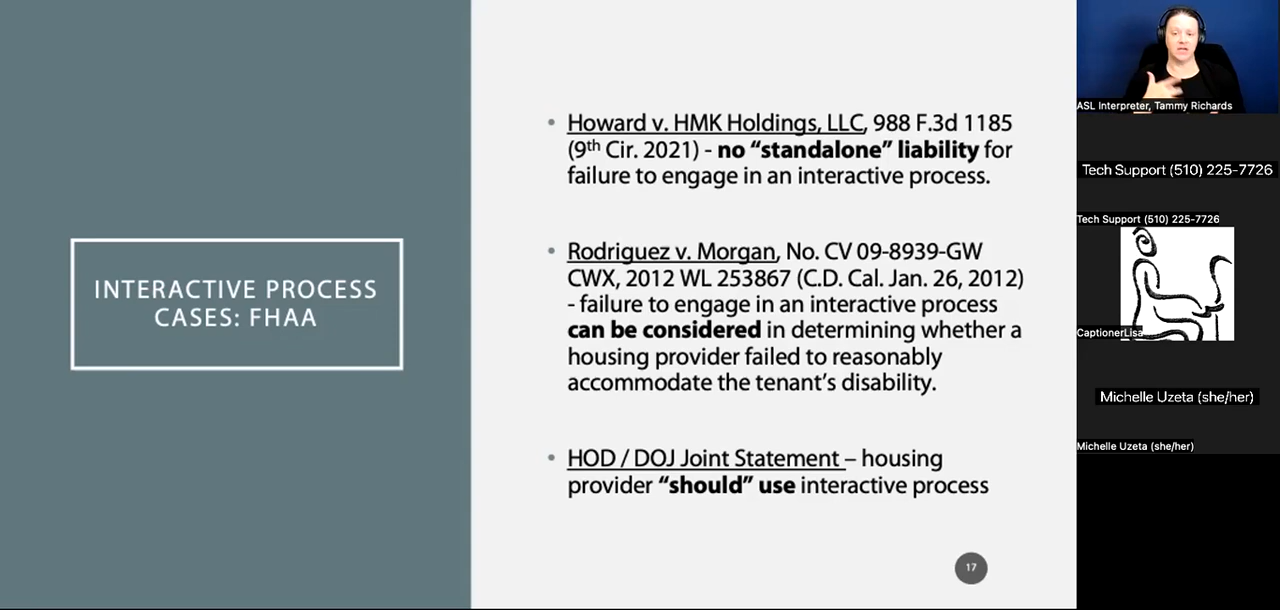 INTERACTIVE PROCESS
CASES: FHAA
• Howard v. HMK Holdings, LLC, 988 F.3d 1185
(9th Cir. 2021) - no “standalone” liability for
failure to engage in an interactive process.
• Rodriguez v. Morgan, No. CV 09-8939-GW
CWX, 2012 WL 253867 (C.D. Cal. Jan. 26, 2012)
- failure to engage in an interactive process
can be considered in determining whether a
housing provider failed to reasonably
accommodate the tenant’s disability.
• HOD / DOJ Joint Statement – housing
provider “should” use interactive process
17
ASL Interpreter, Tammy Richards
Tech Support (510) 225-7726
Tech Support (510) 225-7726
CaptionerLisa
Michelle Uzeta (she/her)
Michelle Uzeta (she/her)